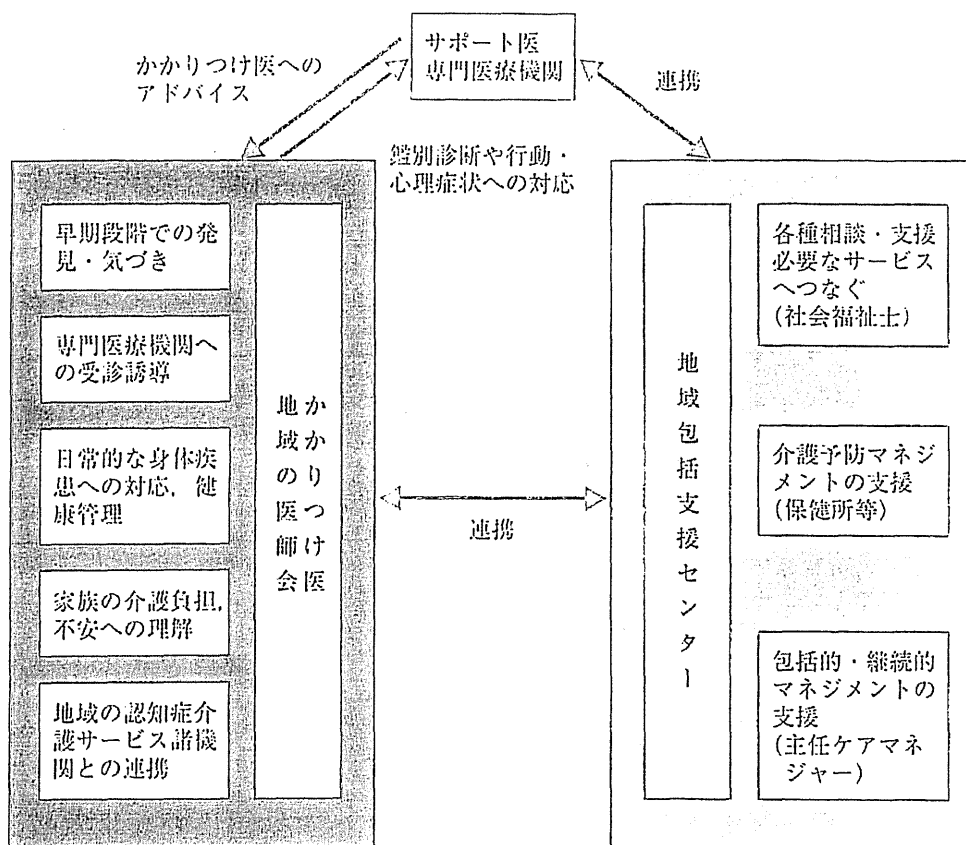 サポート医
専門医療機関
かかりつけ医への
アドバイス
連携
鑑別診断や行動・
心理症状への対応
早期段階での発
見・気づき
専門医療機関へ
の受診誘導
日常的な身体疾
患への対応，健
康管理
家族の介護負担，
不安への理解
地域の認知症介
護サービス諸機
関との連携
かかりつけ医
地域の医師会
連携
地域包括支援センター
各種相談・支援
必要なサービス
へつなぐ
(社会福祉士)
介護予防マネジ
メントの支援
(保健所等)
包括的・継続的
マネジメントの
支援
(主任ケアマネ
ジャー)